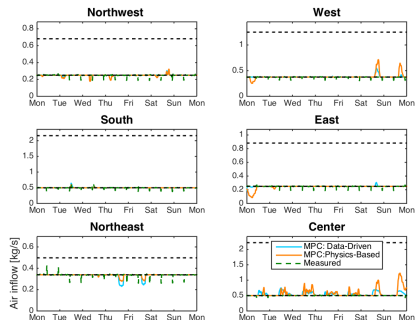 Northwest
0.8
0.6
0.4
0.2
0
Mon Tue Wed Thu Fri Sat Sun Mon
West
1
0.5
0
Mon Tue Wed Thu Fri Sat Sun Mon
South
2
1.5
1
0.5
0
Mon Tue Wed Thu Fri Sat Sun Mon
East
1
0.8
0.6
0.4
0.2
0
Mon Tue Wed Thu Fri Sat Sun Mon
Northeast
Air Inflow [kg/s]
0.6
0.4
0.2
0
Mon Tue Wed Thu Fri Sat Sun Mon
Center
2
1.5
1
0.5
0
Mon Tue Wed Thu Fri Sat Sun Mon
MPC: Data-Driven
MPC:Physics-Based
Measured